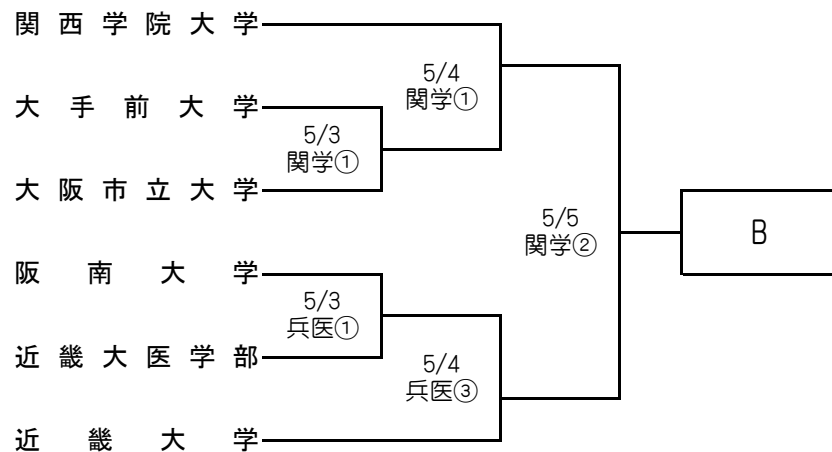 関西学院大学
5/4
関学①
大手前大学
5/3
関学①
大阪市立大学
5/5
関学②
B
阪南大学
5/3
兵医①
近畿大医学部
5/4
兵医③
近畿大学